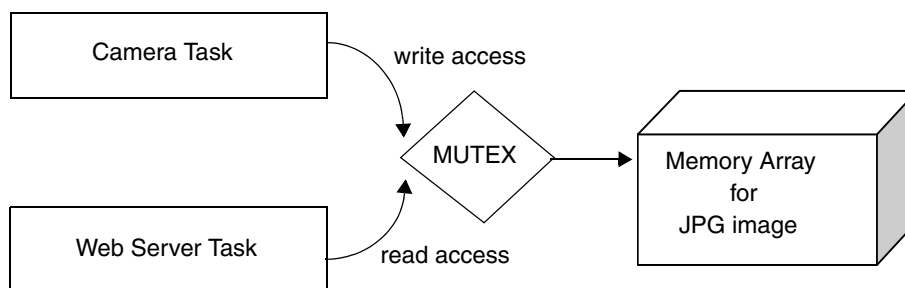 Camera Task
write access
MUTEX
Memory Array
for
JPG image
Web Server Task
read access